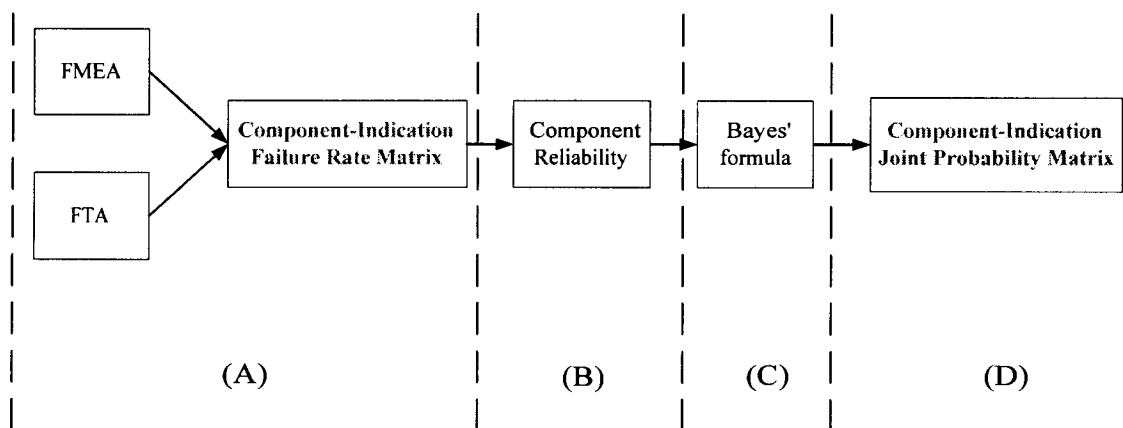 FMEA
FTA
Component-Indication
Failure Rate Matrix
Component
Reliability
Bayes'
formula
Component-Indication
Joint Probability Matrix
(A)
(B)
(C)
(D)